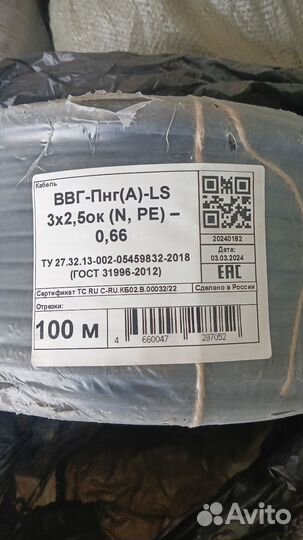 Кабель
ВВГ-Пнг(А)-LS
3х2,5ок (N, PE) –
0,66
ТУ 27.32.13-002-05459832-2018
(ГОСТ 31996-2012)
20240182
Дата:
03.03.2024
EAC
Сертификат ТС RU C-RU.КБ02.В.00032/22
Сделано в России
Отрезки:
100 м
4 660047 297052
Avito